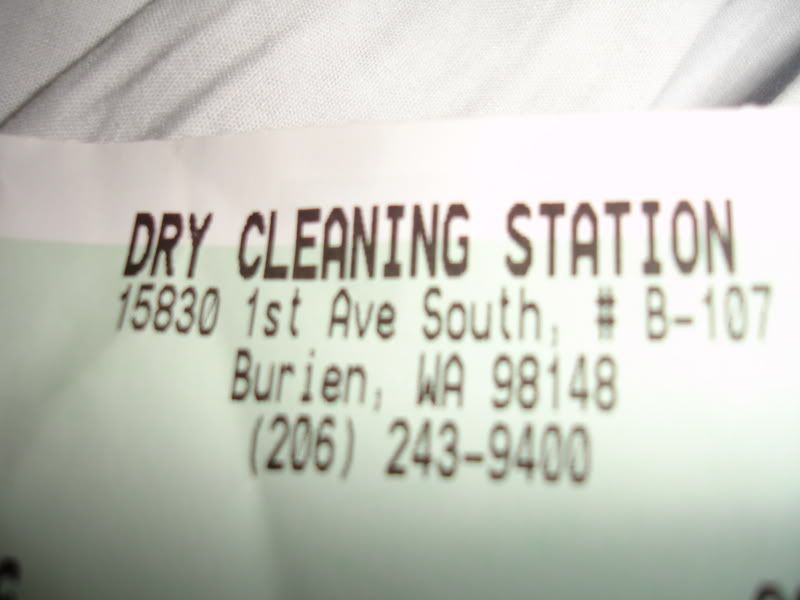 DRY CLEANING STATION
15830 1st Ave South, # B-107
Burien, WA 98148
(206) 243-9400